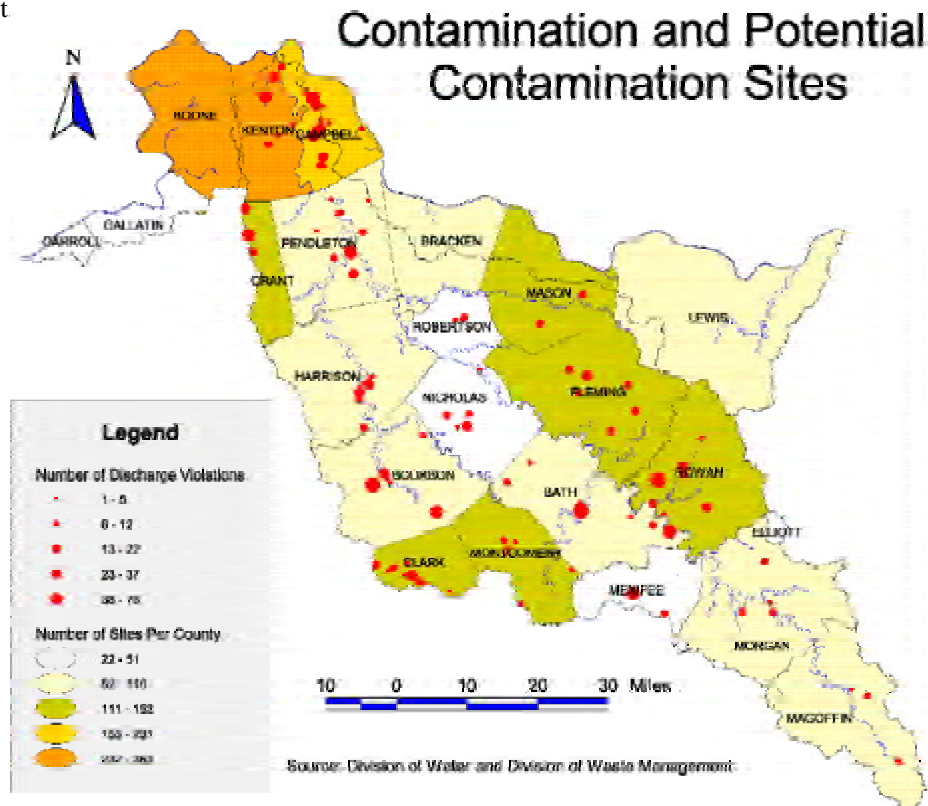 t
Contamination and Potential
Contamination Sites
N
BOONE
KENTON
CAMPBELL
GALLATIN
CARROLL
PENDLETON
BRACKEN
GRANT
MASON
LEWIS
ROBERTSON
HARRISON
NICHOLAS
FLEMING
BOURBON
ROWAN
BATH
ELLIOTT
CLARK
MONTGOMERY
MENIFEE
MORGAN
MAGOFFIN
Legend
Number of Discharge Violations
1 - 5
6 - 12
13 - 22
23 - 37
38 - 75
Number of Sites Per County
22 - 51
111 - 152
10 0 10 20 30 Miles
Source: Division of Water and Division of Waste Management